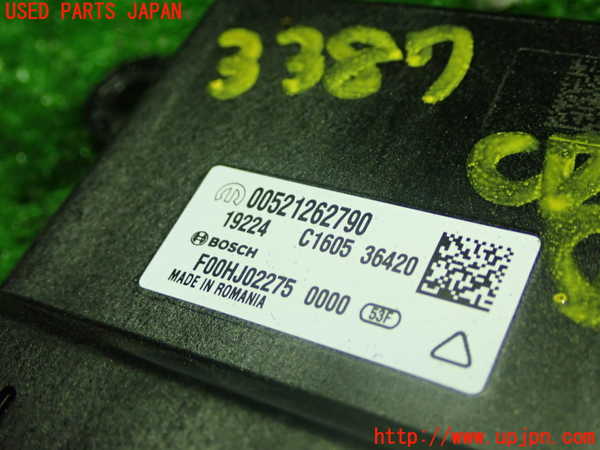 USED PARTS JAPAN
3387
00521262790
19224 C1605 36420
BOSCH
F00HJ02275 0000 53F
MADE IN ROMANIA
http://www.upjpn.com